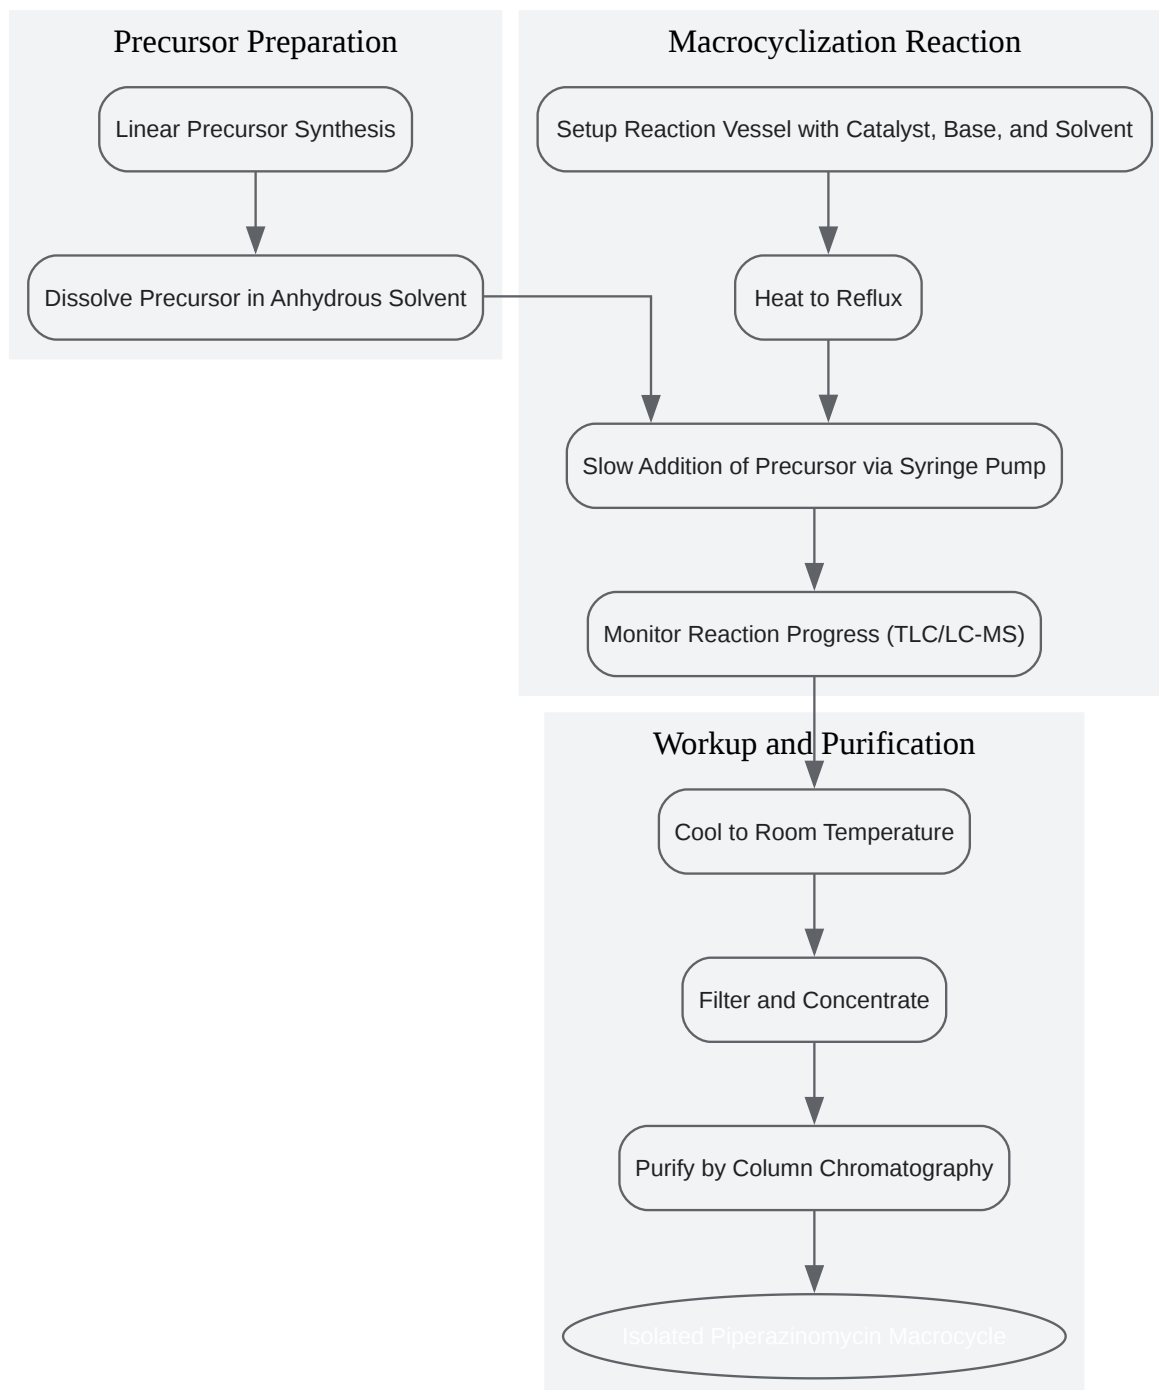 Precursor Preparation
Linear Precursor Synthesis
Dissolve Precursor in Anhydrous Solvent
Macrocyclization Reaction
Setup Reaction Vessel with Catalyst, Base, and Solvent
Heat to Reflux
Slow Addition of Precursor via Syringe Pump
Monitor Reaction Progress (TLC/LC-MS)
Workup and Purification
Cool to Room Temperature
Filter and Concentrate
Purify by Column Chromatography
Isolated Piperazinomycin Macrocycle